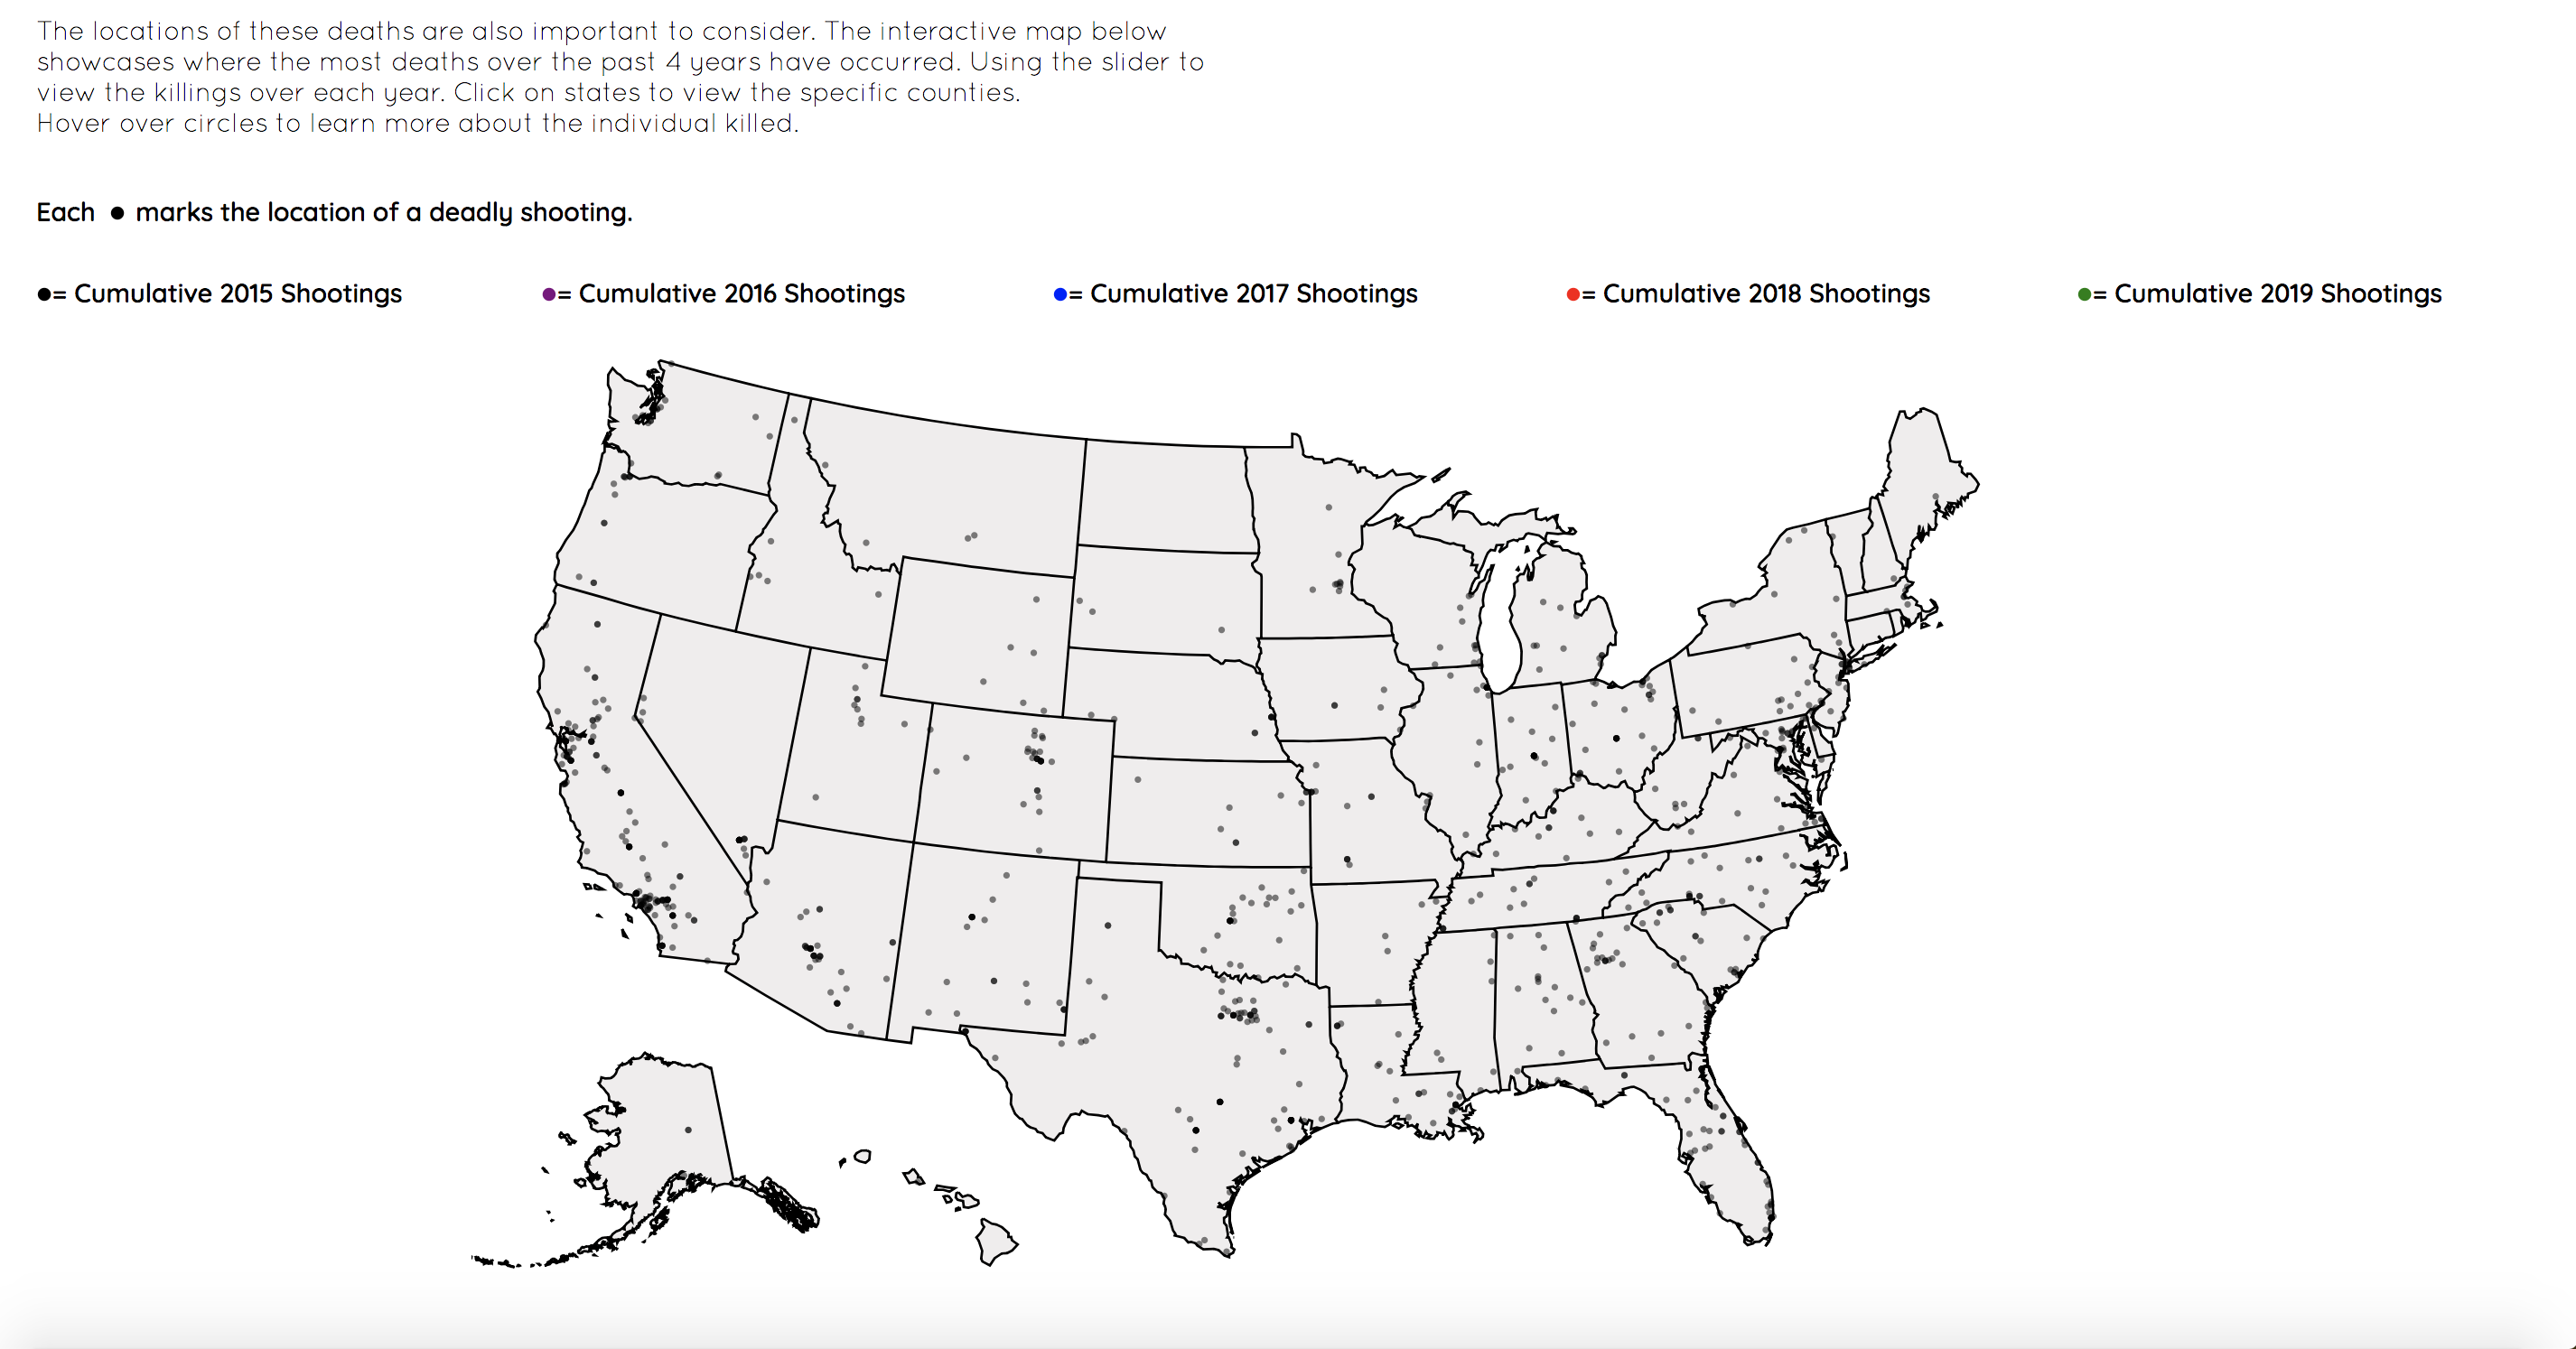 The locations of these deaths are also important to consider. The interactive map below
showcases where the most deaths over the past 4 years have occurred. Using the slider to
view the killings over each year. Click on states to view the specific counties.
Hover over circles to learn more about the individual killed.
Each ● marks the location of a deadly shooting.
●= Cumulative 2015 Shootings ●= Cumulative 2016 Shootings ●= Cumulative 2017 Shootings ●= Cumulative 2018 Shootings ●= Cumulative 2019 Shootings